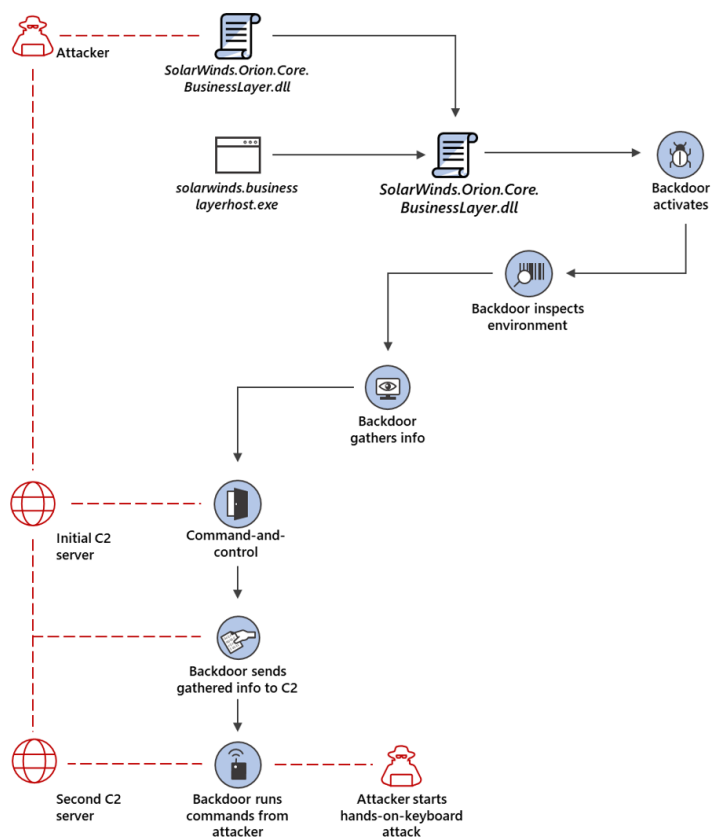 Attacker
SolarWinds.Orion.Core.
BusinessLayer.dll
solarwinds.business
layerhost.exe
SolarWinds.Orion.Core.
BusinessLayer.dll
Backdoor
activates
Backdoor inspects
environment
Backdoor
gathers info
Initial C2
server
Command-and-
control
Backdoor sends
gathered info to C2
Second C2
server
Backdoor runs
commands from
attacker
Attacker starts
hands-on-keyboard
attack